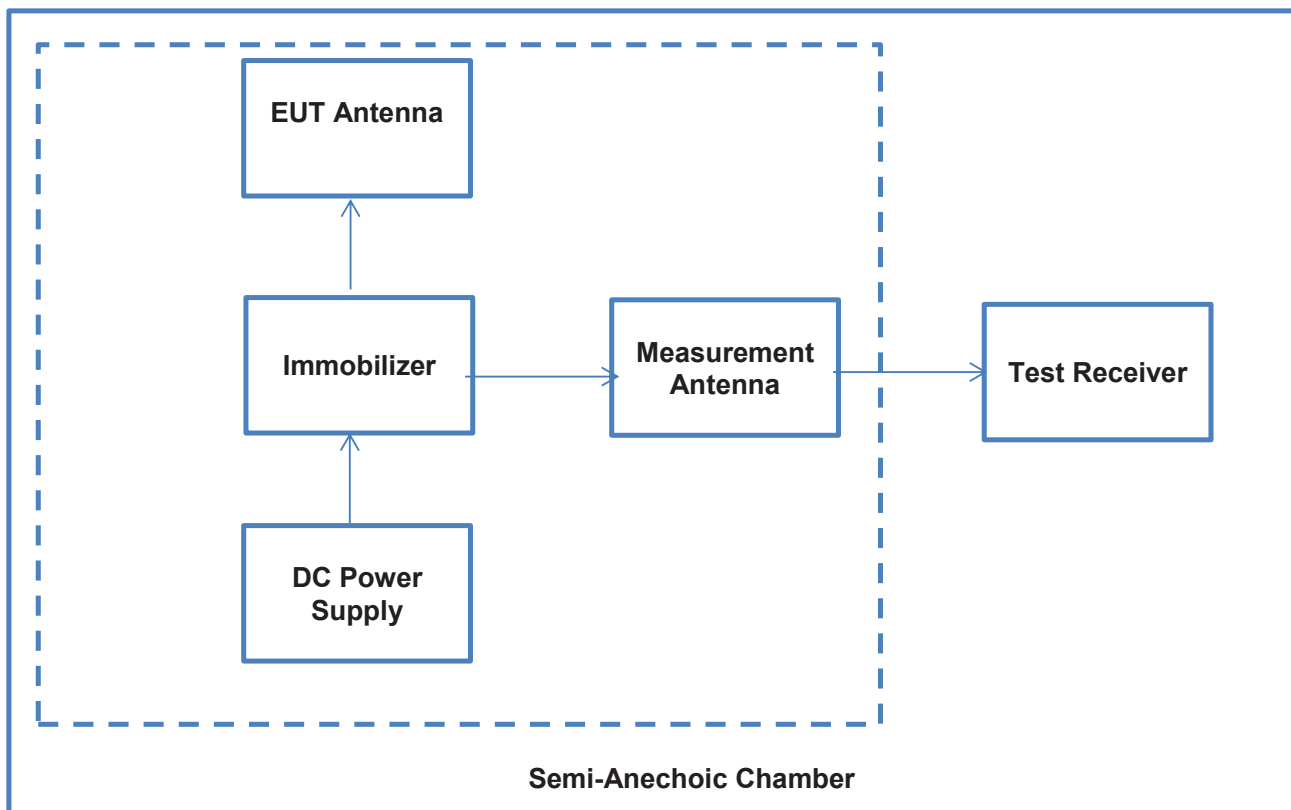 EUT Antenna
Immobilizer
Measurement
Antenna
Test Receiver
DC Power
Supply
Semi-Anechoic Chamber